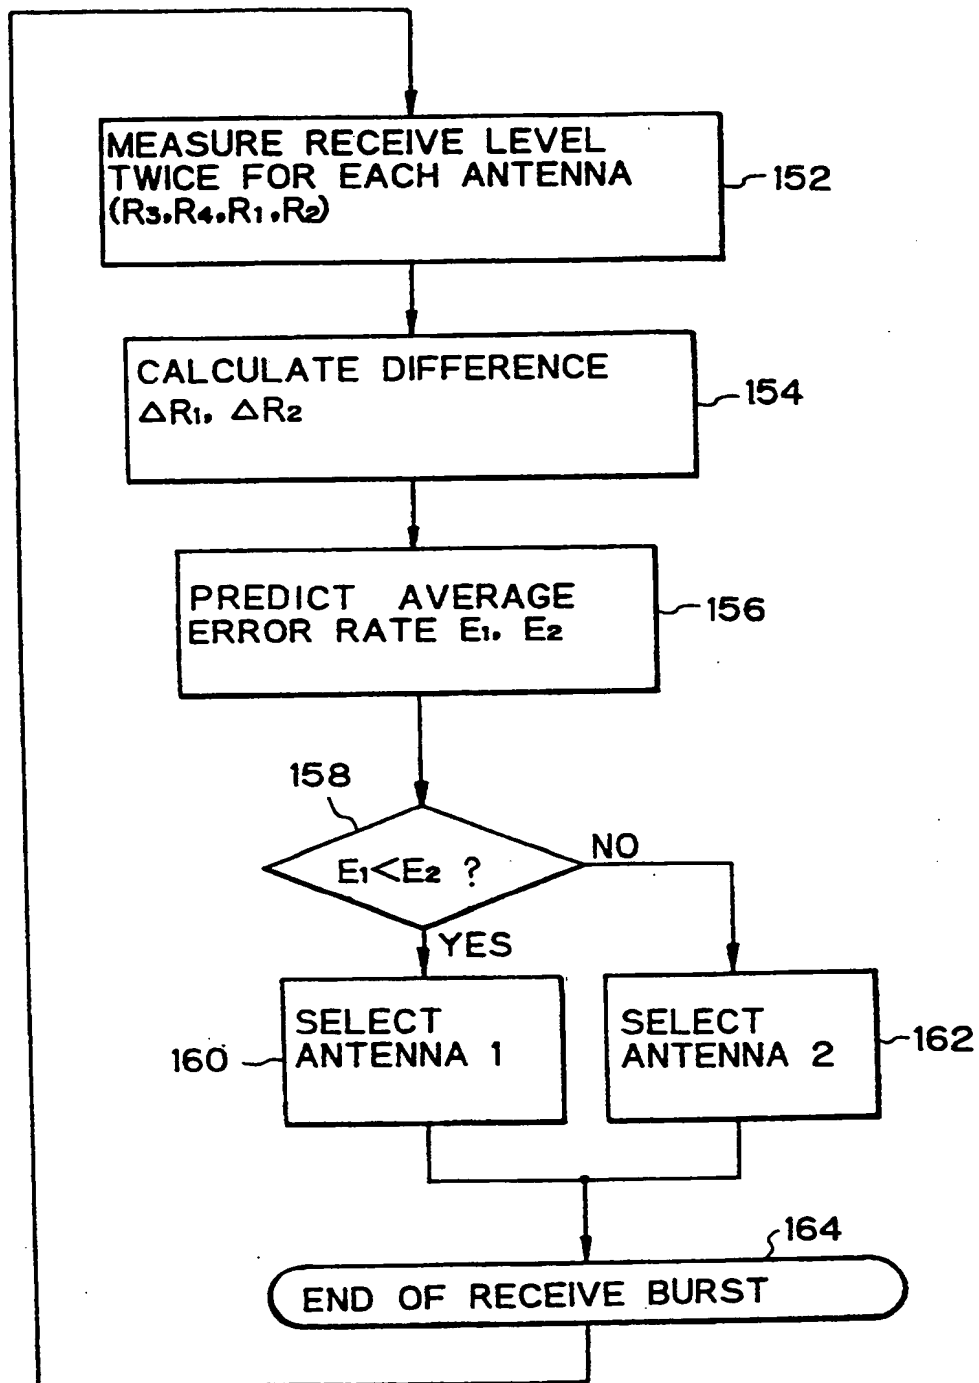 MEASURE RECEIVE LEVEL
TWICE FOR EACH ANTENNA
(R3,R4,R1,R2)
152
CALCULATE DIFFERENCE
△R1, △R2
154
PREDICT AVERAGE
ERROR RATE E1, E2
156
158
E1<E2 ?
NO
YES
SELECT
ANTENNA 1
160
SELECT
ANTENNA 2
162
164
END OF RECEIVE BURST